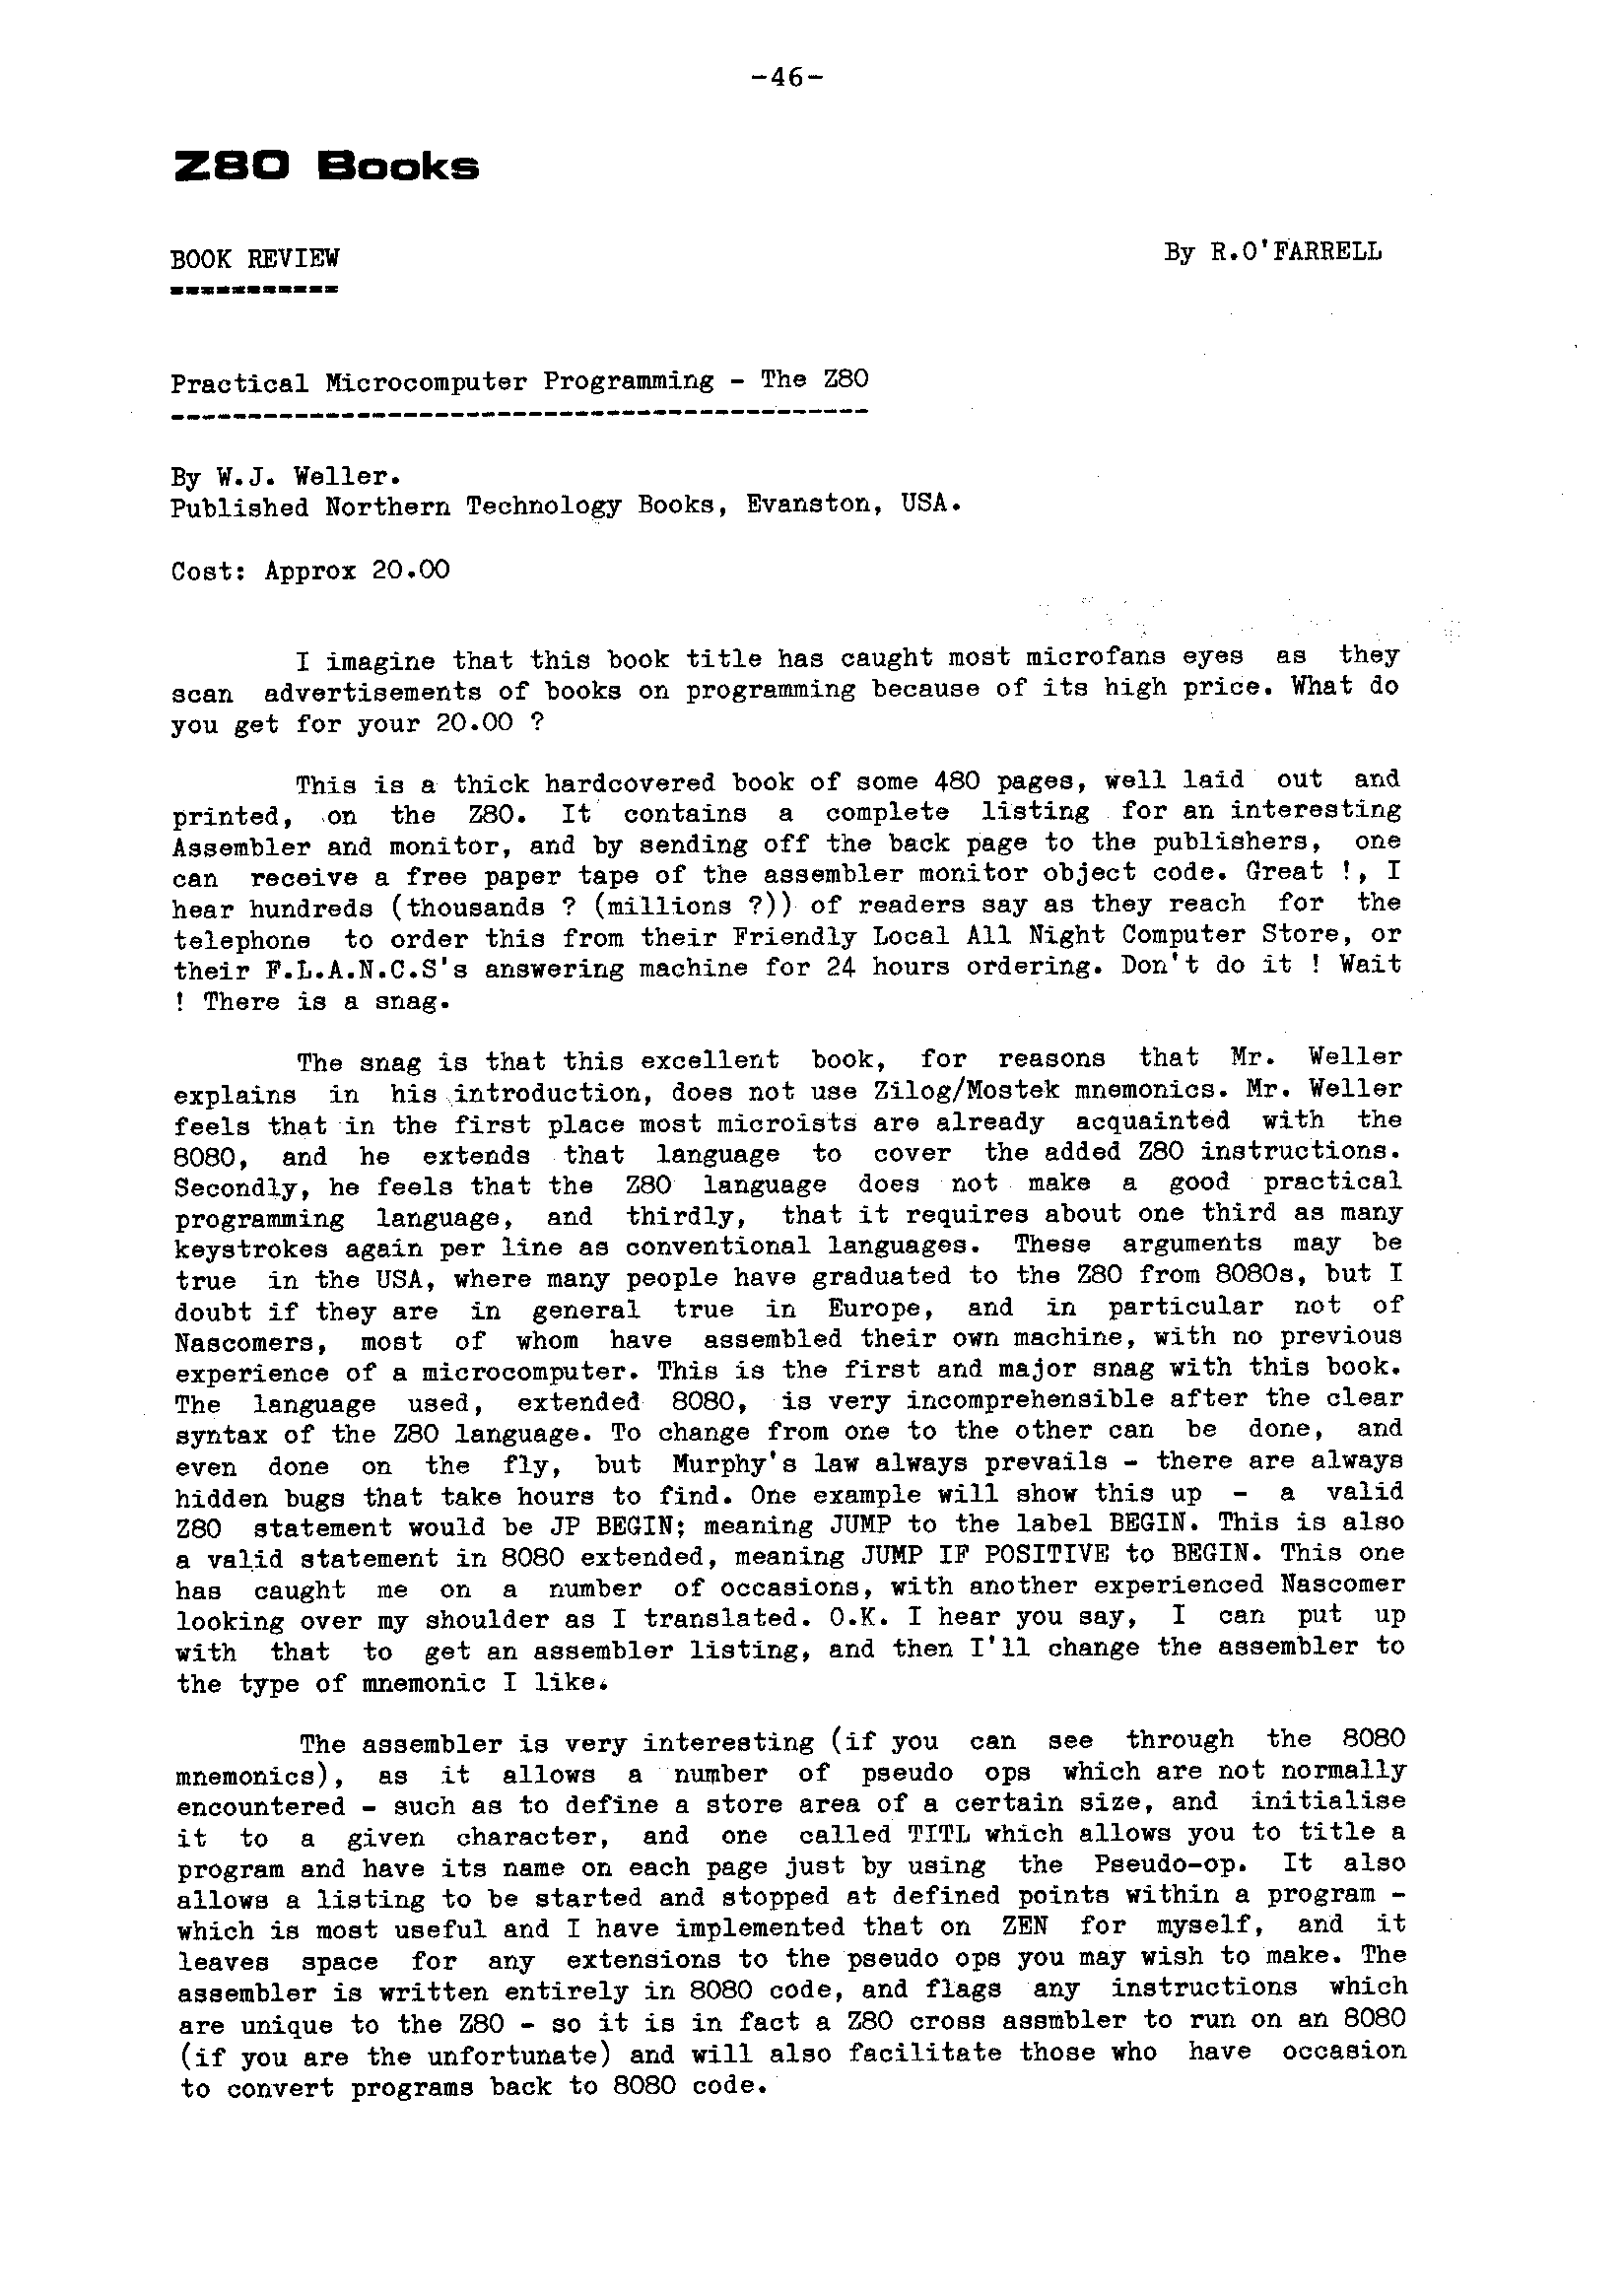 -46-
Z80 Books
BOOK REVIEW
By R.O'FARRELL
Practical Microcomputer Programming - The Z80
By W.J. Weller.
Published Northern Technology Books, Evanston, USA.
Cost: Approx 20.00
I imagine that this book title has caught most microfans eyes as they
scan advertisements of books on programming because of its high price. What do
you get for your 20.00 ?
This is a thick hardcovered book of some 480 pages, well laid out and
printed, on the Z80. It contains a complete listing for an interesting
Assembler and monitor, and by sending off the back page to the publishers, one
can receive a free paper tape of the assembler monitor object code. Great !, I
hear hundreds (thousands ? (millions ?)) of readers say as they reach for the
telephone to order this from their Friendly Local All Night Computer Store, or
their F.L.A.N.C.S's answering machine for 24 hours ordering. Don't do it ! Wait
! There is a snag.
The snag is that this excellent book, for reasons that Mr. Weller
explains in his introduction, does not use Zilog/Mostek mnemonics. Mr. Weller
feels that in the first place most microists are already acquainted with the
8080, and he extends that language to cover the added Z80 instructions.
Secondly, he feels that the Z80 language does not make a good practical
programming language, and thirdly, that it requires about one third as many
keystrokes again per line as conventional languages. These arguments may be
true in the USA, where many people have graduated to the Z80 from 8080s, but I
doubt if they are in general true in Europe, and in particular not of
Nascomers, most of whom have assembled their own machine, with no previous
experience of a microcomputer. This is the first and major snag with this book.
The language used, extended 8080, is very incomprehensible after the clear
syntax of the Z80 language. To change from one to the other can be done, and
even done on the fly, but Murphy's law always prevails - there are always
hidden bugs that take hours to find. One example will show this up - a valid
Z80 statement would be JP BEGIN; meaning JUMP to the label BEGIN. This is also
a valid statement in 8080 extended, meaning JUMP IF POSITIVE to BEGIN. This one
has caught me on a number of occasions, with another experienced Nascomer
looking over my shoulder as I translated. O.K. I hear you say, I can put up
with that to get an assembler listing, and then I'll change the assembler to
the type of mnemonic I like.
The assembler is very interesting (if you can see through the 8080
mnemonics), as it allows a number of pseudo ops which are not normally
encountered - such as to define a store area of a certain size, and initialise
it to a given character, and one called TITL which allows you to title a
program and have its name on each page just by using the Pseudo-op. It also
allows a listing to be started and stopped at defined points within a program -
which is most useful and I have implemented that on ZEN for myself, and it
leaves space for any extensions to the pseudo ops you may wish to make. The
assembler is written entirely in 8080 code, and flags any instructions which
are unique to the Z80 - so it is in fact a Z80 cross assmbler to run on an 8080
(if you are the unfortunate) and will also facilitate those who have occasion
to convert programs back to 8080 code.